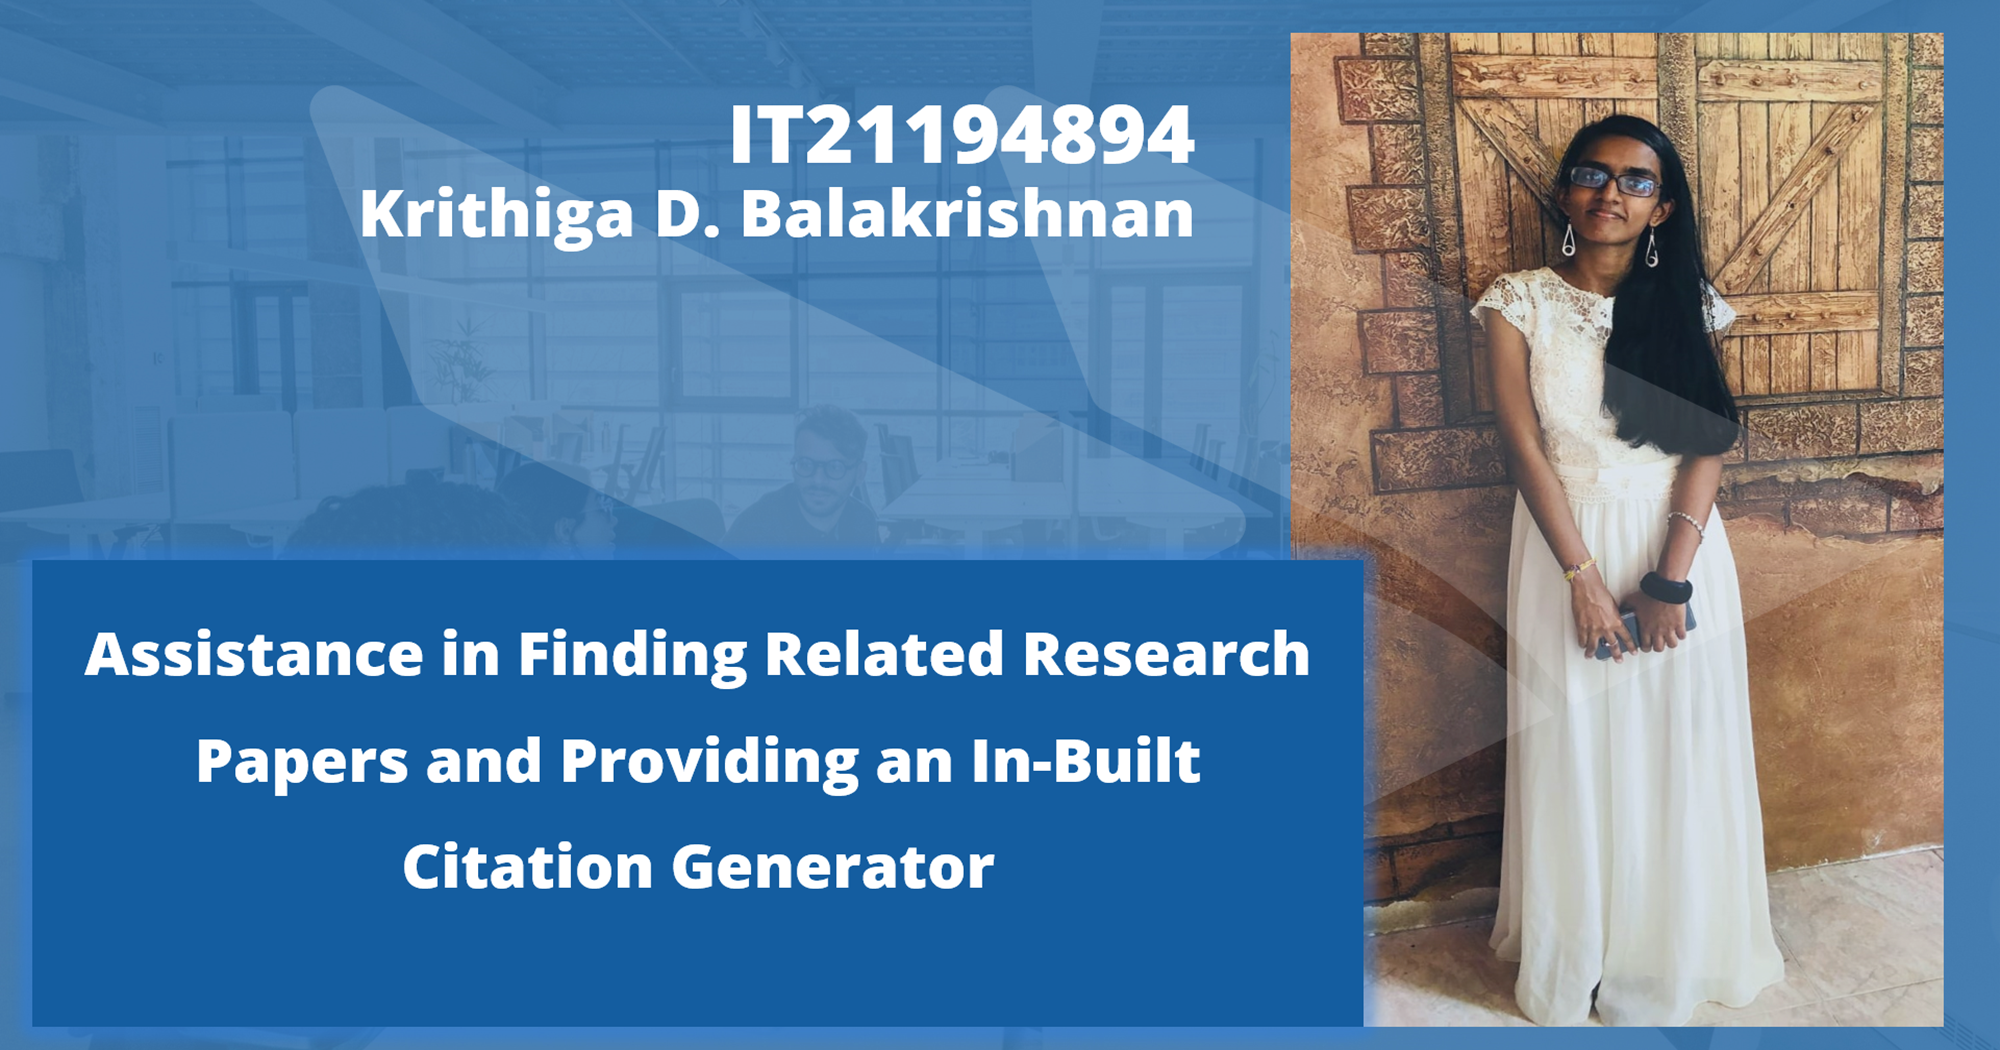 IT21194894
Krithiga D. Balakrishnan
Assistance in Finding Related Research
Papers and Providing an In-Built
Citation Generator